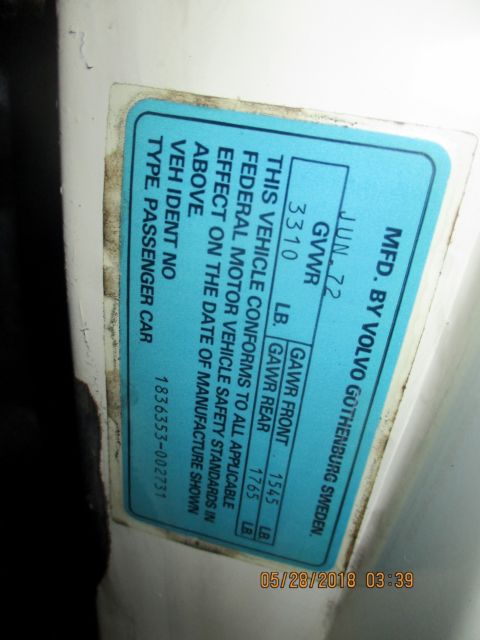 MFD. BY VOLVO GOTHENBURG SWEDEN.
JUN-72
GVWR GAWR FRONT 1545 LB
3310 LB. GAWR REAR 1765 LB
THIS VEHICLE CONFORMS TO ALL APPLICABLE
FEDERAL MOTOR VEHICLE SAFETY STANDARDS IN
EFFECT ON THE DATE OF MANUFACTURE SHOWN
ABOVE.
VEH IDENT NO 1836353-002731
TYPE, PASSENGER CAR
05/28/2018 03:39